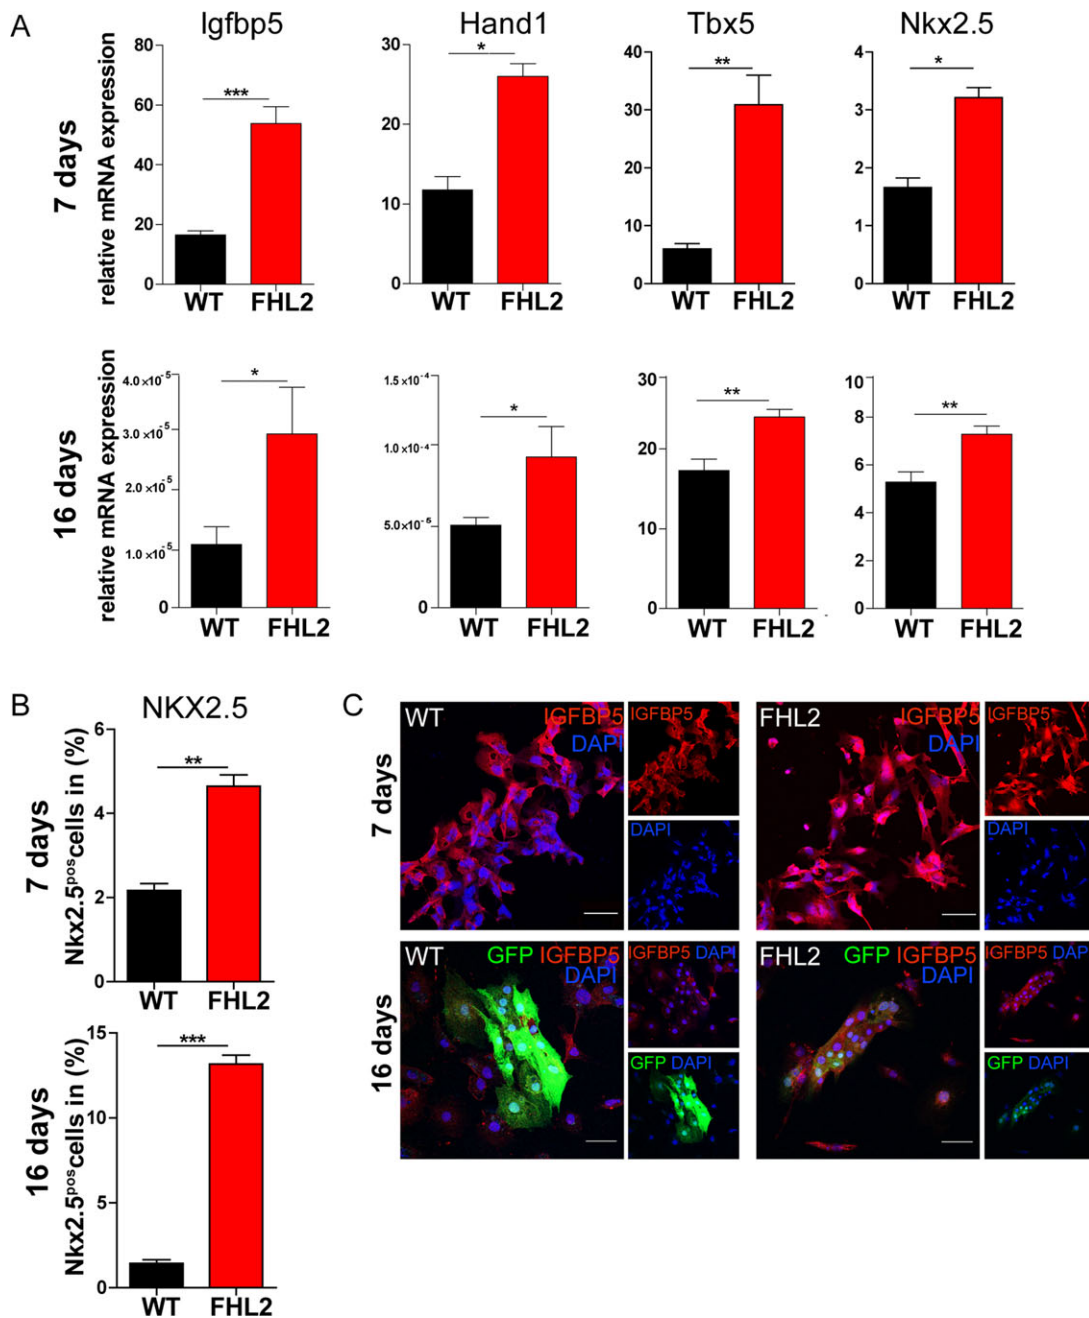 A
Igfbp5 Hand1 Tbx5 Nkx2.5
7 days
relative mRNA expression
80
60
40
20
0
WT FHL2
***
30
20
10
0
WT FHL2
*
40
30
20
10
0
WT FHL2
**
4
3
2
1
0
WT FHL2
*
16 days
relative mRNA expression
4.0×10⁻⁵
3.0×10⁻⁵
2.0×10⁻⁵
1.0×10⁻⁵
0
WT FHL2
*
1.5×10⁻⁴
1.0×10⁻⁴
5.0×10⁻⁵
0
WT FHL2
*
30
20
10
0
WT FHL2
**
10
8
6
4
2
0
WT FHL2
**
B
NKX2.5
7 days
Nkx2.5ᵖᵒˢcells in (%)
6
4
2
0
WT FHL2
**
16 days
Nkx2.5ᵖᵒˢcells in (%)
15
10
5
0
WT FHL2
***
C
7 days
WT IGFBP5
DAPI
IGFBP5
DAPI
FHL2 IGFBP5
DAPI
IGFBP5
DAPI
16 days
WT GFP IGFBP5
DAPI
IGFBP5 DAPI
GFP DAPI
FHL2 GFP IGFBP5
DAPI
IGFBP5 DAPI
GFP DAPI